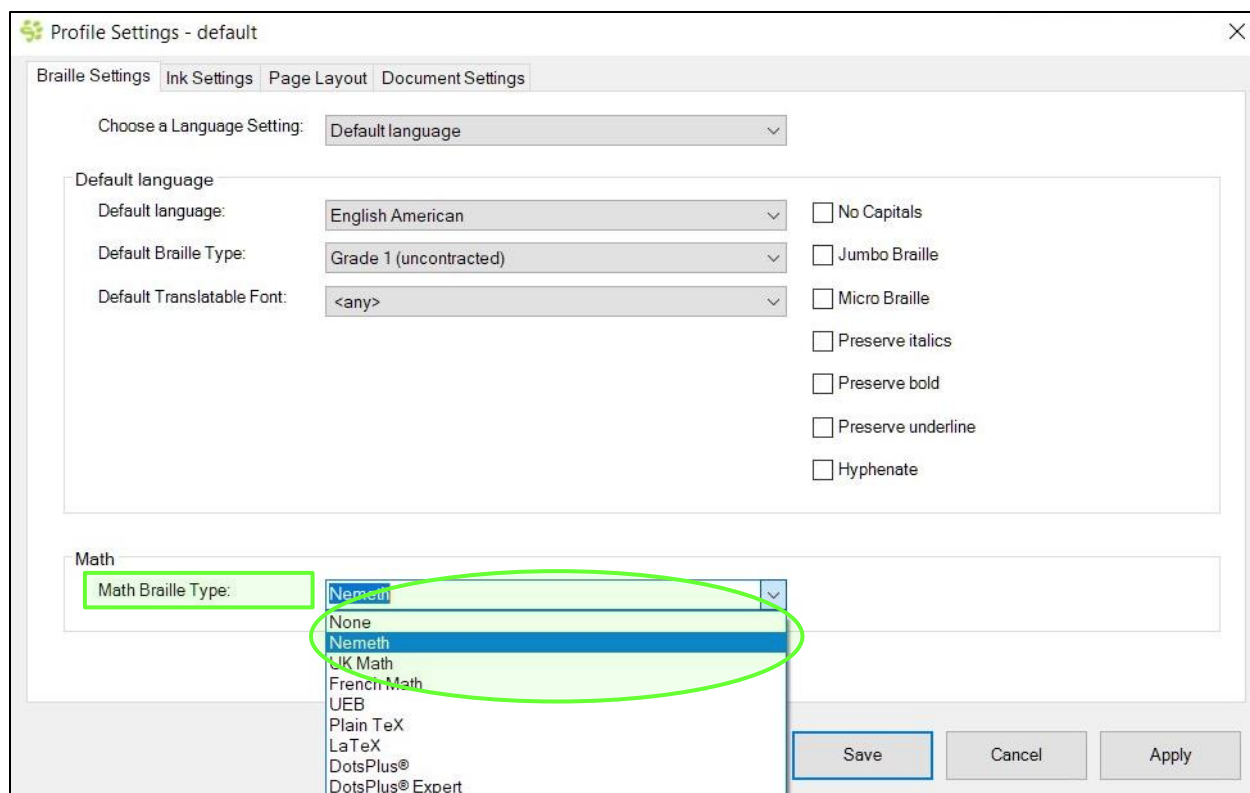 Profile Settings - default
Braille Settings Ink Settings Page Layout Document Settings
Choose a Language Setting: Default language
Default language
Default language: English American
No Capitals
Default Braille Type: Grade 1 (uncontracted)
Jumbo Braille
Default Translatable Font: <any>
Micro Braille
Preserve italics
Preserve bold
Preserve underline
Hyphenate
Math
Math Braille Type: Nemeth
None
Nemeth
UK Math
French Math
UEB
Plain TeX
LaTeX
DotsPlus®
DotsPlus® Expert
Save Cancel Apply